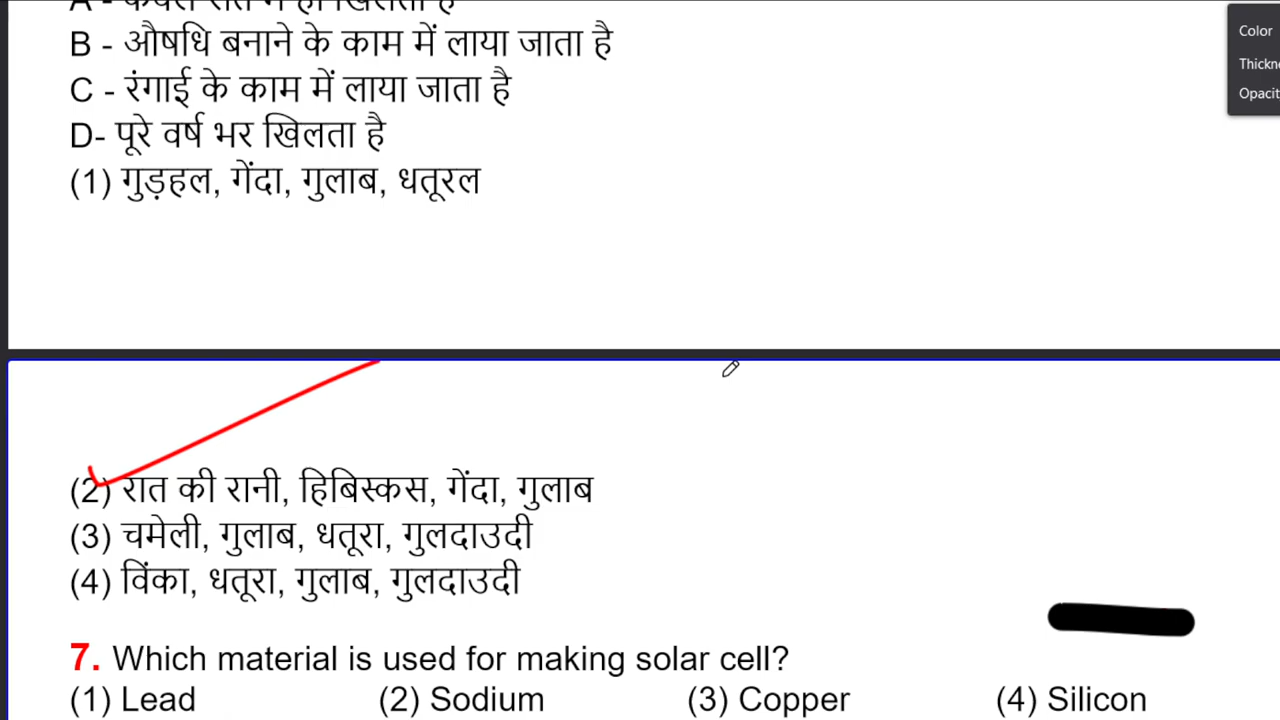 A - केवल रात में ही खिलता है
B - औषधि बनाने के काम में लाया जाता है
C - रंगाई के काम में लाया जाता है
D- पूरे वर्ष भर खिलता है
(1) गुड़हल, गेंदा, गुलाब, धतूरल
(2) रात की रानी, हिबिस्कस, गेंदा, गुलाब
(3) चमेली, गुलाब, धतूरा, गुलदाउदी
(4) विंका, धतूरा, गुलाब, गुलदाउदी
7. Which material is used for making solar cell?
(1) Lead (2) Sodium (3) Copper (4) Silicon
Color